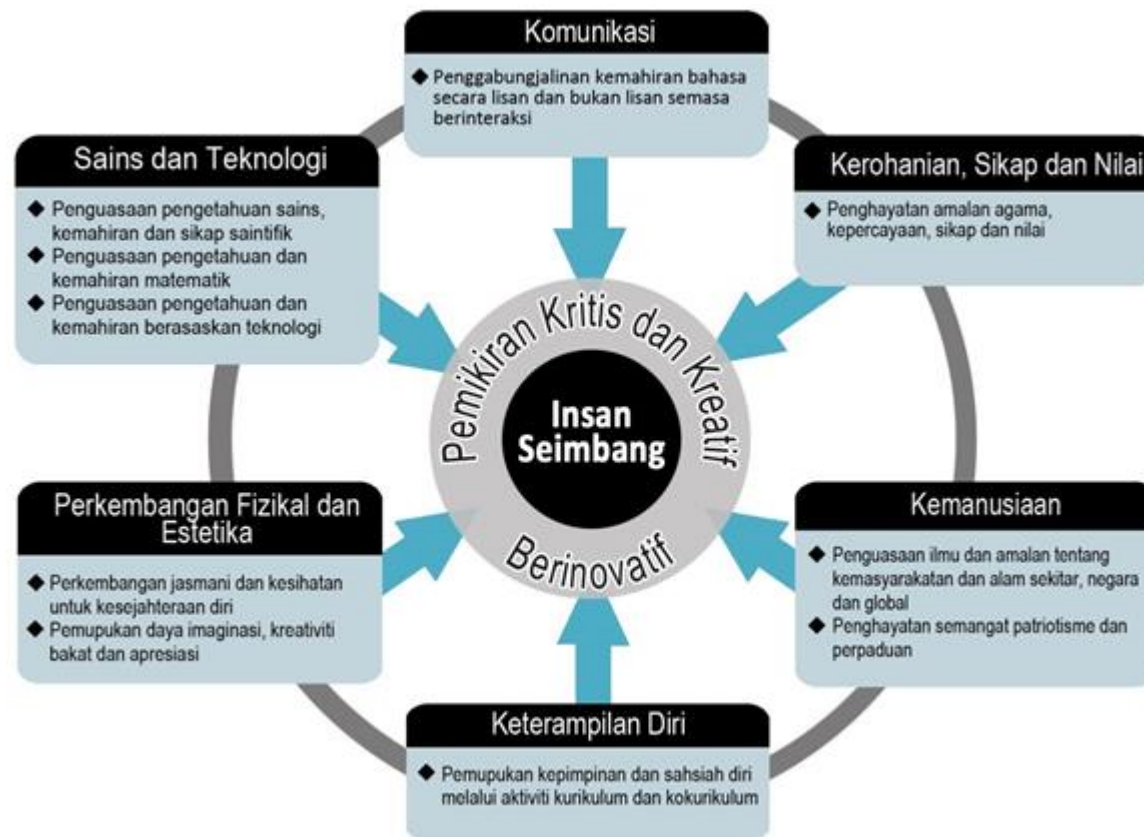 Komunikasi
◆ Penggabungjalinan kemahiran bahasa
secara lisan dan bukan lisan semasa
berinteraksi
Sains dan Teknologi
◆ Penguasaan pengetahuan sains,
kemahiran dan sikap saintifik
◆ Penguasaan pengetahuan dan
kemahiran matematik
◆ Penguasaan pengetahuan dan
kemahiran berasaskan teknologi
Kerohanian, Sikap dan Nilai
◆ Penghayatan amalan agama,
kepercayaan, sikap dan nilai
Pemikiran Kritis dan Kreatif
Insan
Seimbang
Berinovatif
Perkembangan Fizikal dan
Estetika
◆ Perkembangan jasmani dan kesihatan
untuk kesejahteraan diri
◆ Pemupukan daya imaginasi, kreativiti
bakat dan apresiasi
Kemanusiaan
◆ Penguasaan ilmu dan amalan tentang
kemasyarakatan dan alam sekitar, negara
dan global
◆ Penghayatan semangat patriotisme dan
perpaduan
Keterampilan Diri
◆ Pemupukan kepimpinan dan sahsiah diri
melalui aktiviti kurikulum dan kokurikulum